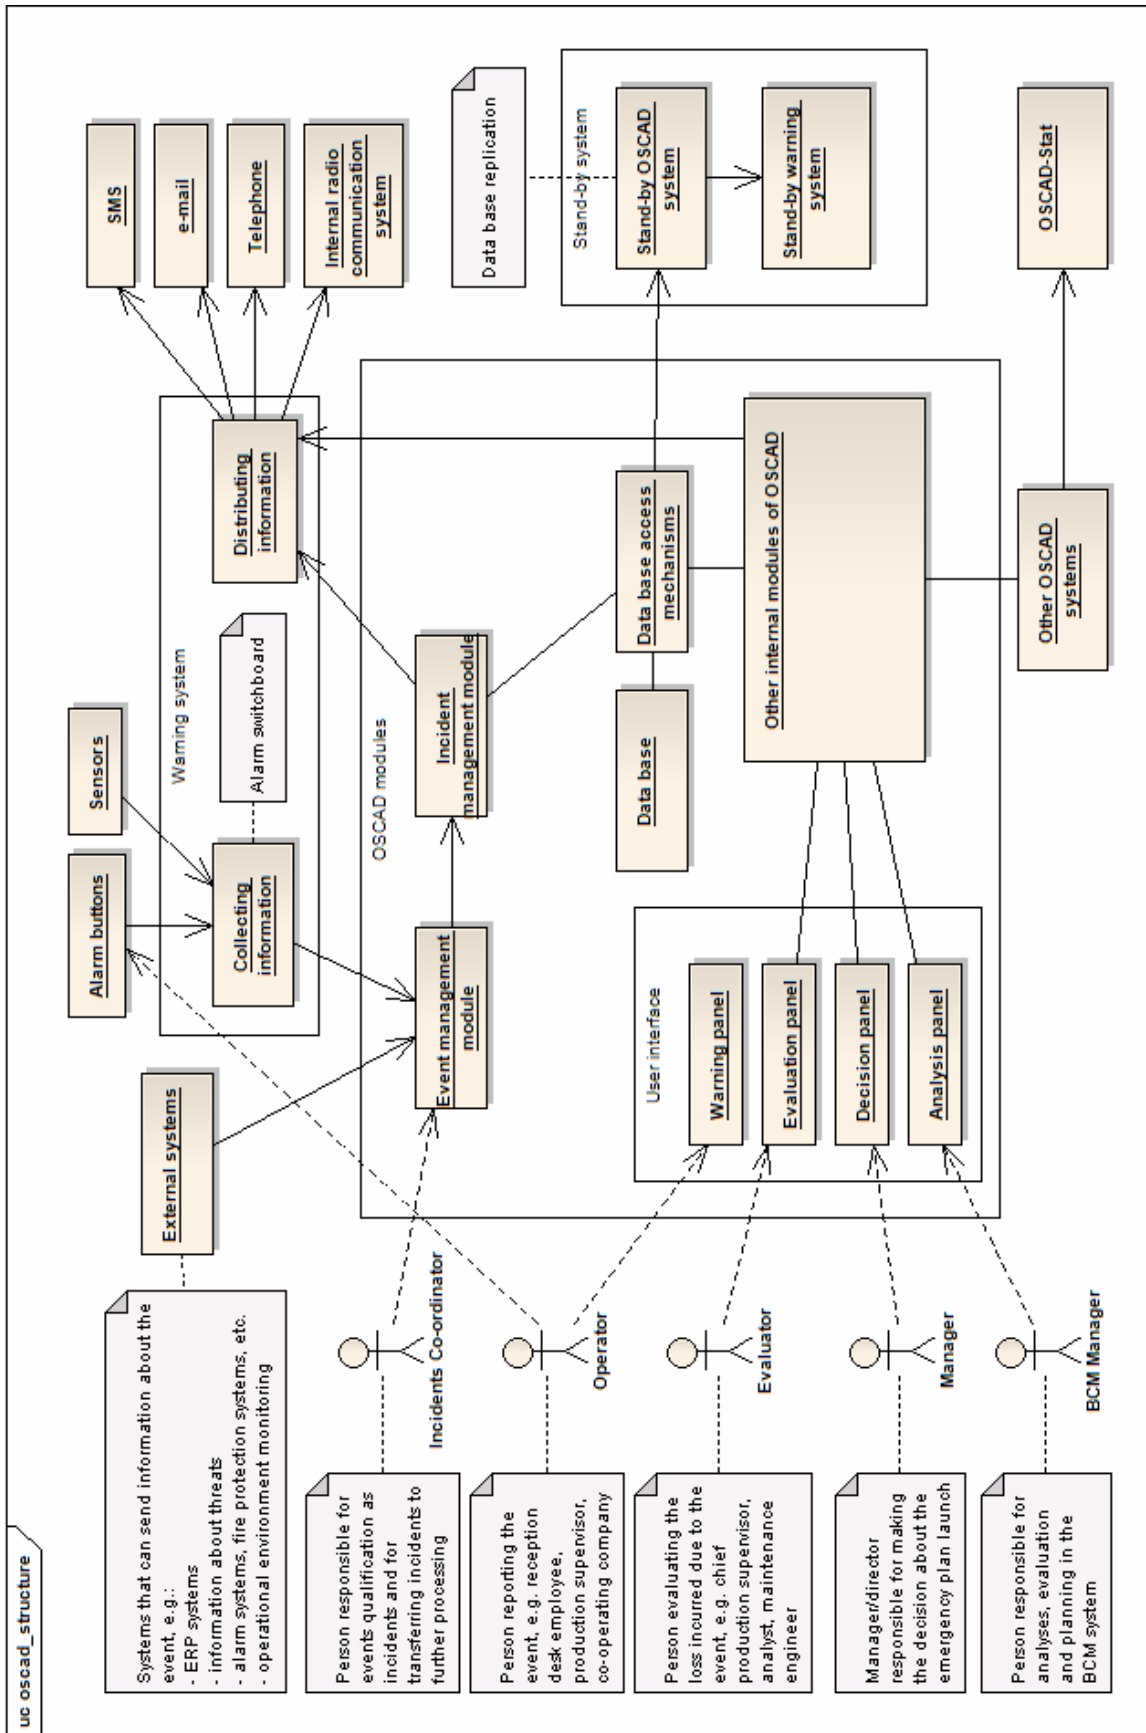 uc oscad_structure
Systems that can send information about the
event, e.g.:
- ERP systems
- information about threats
- alarm systems, fire protection systems, etc.
- operational environment monitoring
External systems
Alarm buttons
Sensors
SMS
e-mail
Telephone
Internal radio
communication
system
Warning system
Collecting
information
Alarm switchboard
Distributing
information
Person responsible for
events qualification as
incidents and for
transferring incidents to
further processing
Incidents Co-ordinator
OSCAD modules
Event management
module
Incident
management module
Data base replication
Person reporting the
event, e.g. reception
desk employee,
production supervisor,
co-operating company
Operator
Stand-by system
Stand-by OSCAD
system
Stand-by warning
system
Data base
Data base access
mechanisms
Person evaluating the
loss incurred due to the
event, e.g. chief
production supervisor,
analyst, maintenance
engineer
Evaluator
User interface
Warning panel
Evaluation panel
Decision panel
Analysis panel
Other internal modules of OSCAD
Manager/director
responsible for making
the decision about the
emergency plan launch
Manager
Person responsible for
analyses, evaluation
and planning in the
BCM system
BCM Manager
Other OSCAD
systems
OSCAD-Stat